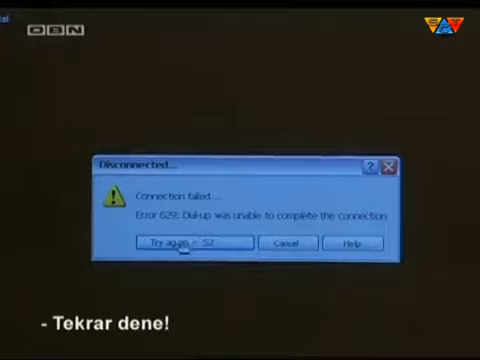 OBN
Disconnected...
Connection failed...
Error 629: Dial-up was unable to complete the connection
Try again = 52
Cancel
Help
- Tekrar dene!